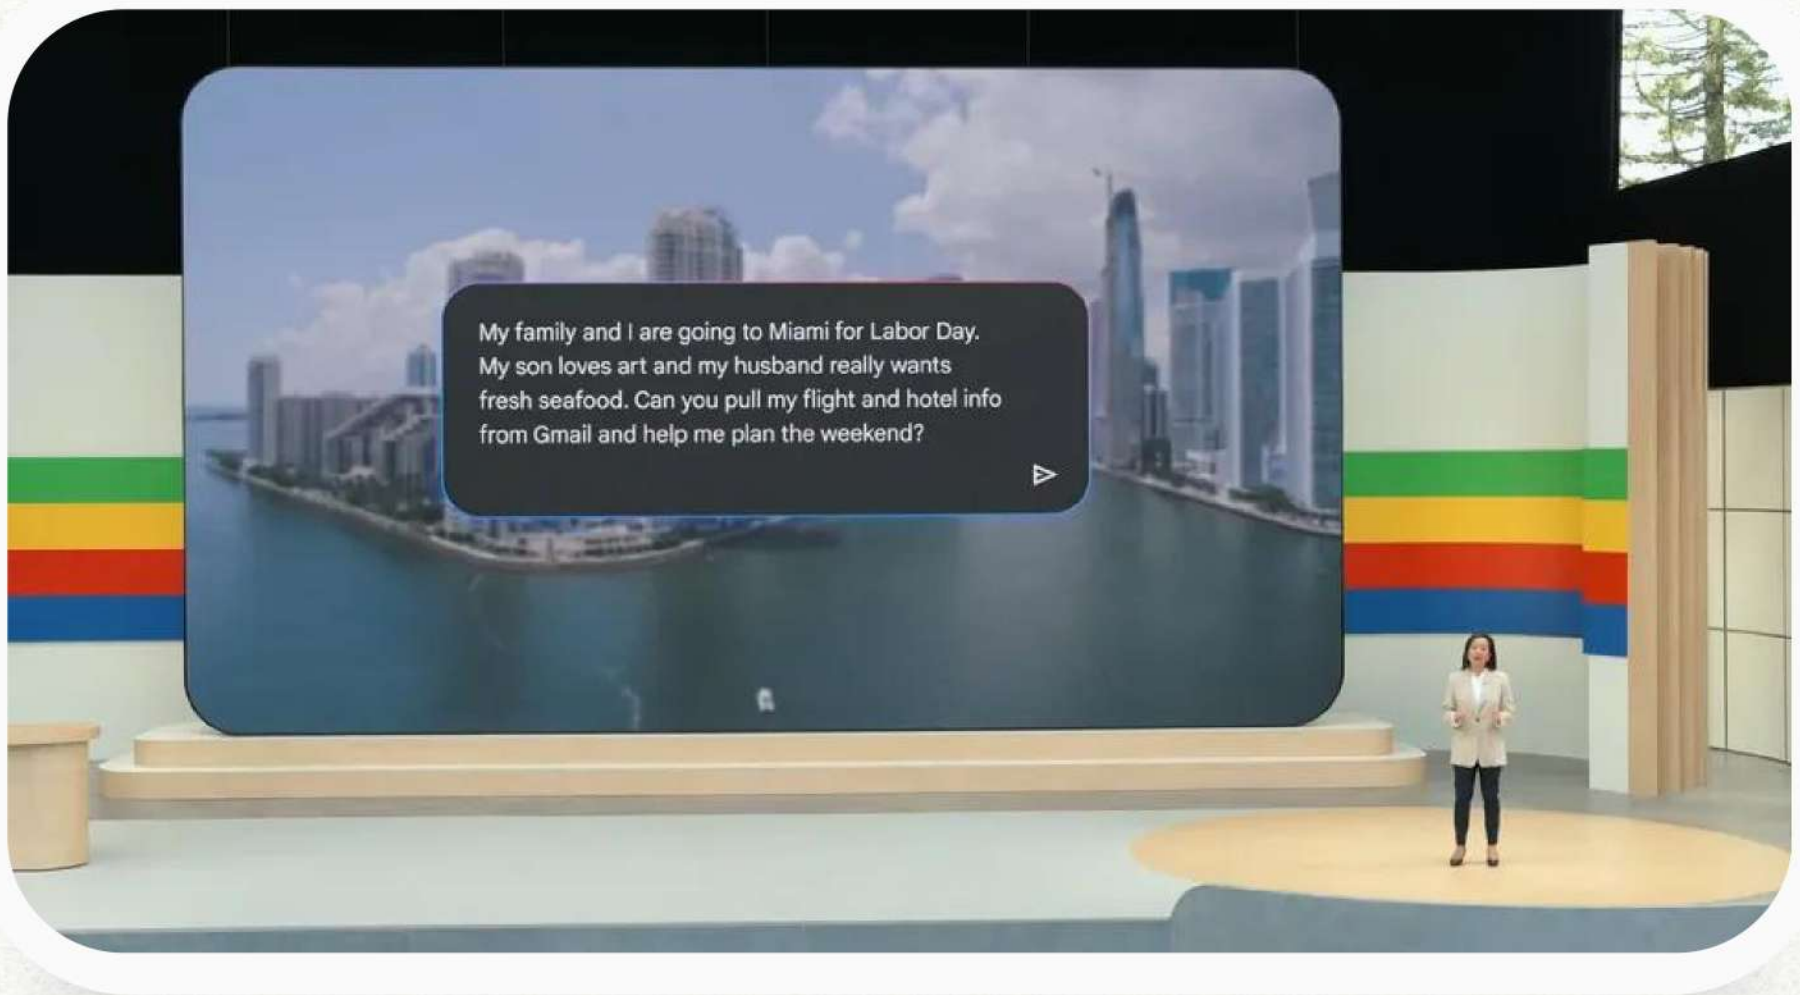 My family and I are going to Miami for Labor Day.
My son loves art and my husband really wants
fresh seafood. Can you pull my flight and hotel info
from Gmail and help me plan the weekend?